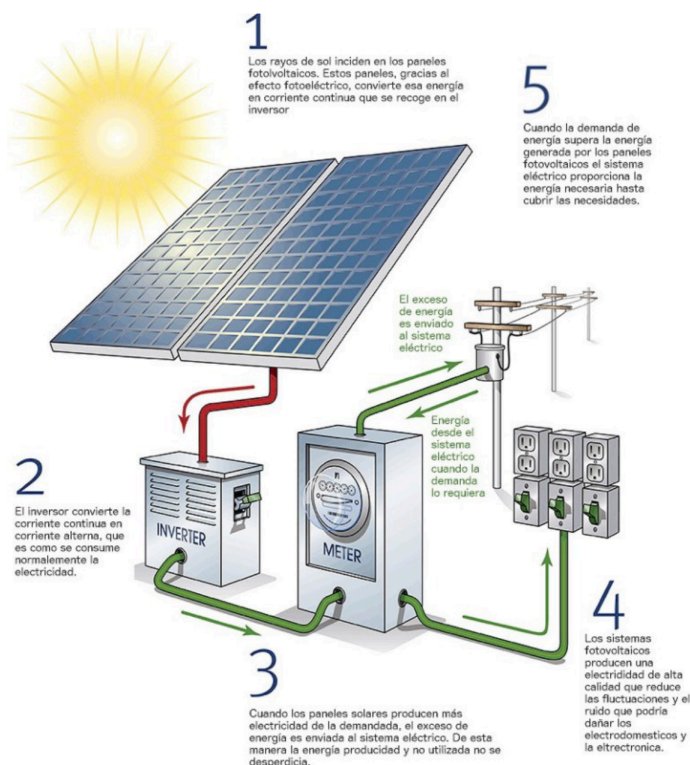 1
Los rayos de sol inciden en los paneles
fotolvoltaicos. Estos paneles, gracias al
efecto fotoeléctrico, convierte esa energía
en corriente continua que se recoge en el
inversor
5
Cuando la demanda de
energía supera la energía
generada por los paneles
fotovoltaicos el sistema
eléctrico proporciona la
energía necesaria hasta
cubrir las necesidades.
El exceso
de energía
es enviado
al sistema
eléctrico
Energía
desde el
sistema
eléctrico
cuando la
demanda
lo requiera
2
El inversor convierte la
corriente continua en
corriente alterna, que
es como se consume
normalemente la
electricidad.
INVERTER
METER
3
Cuando los paneles solares producen más
electricidad de la demandada, el exceso de
energía es enviada al sistema eléctrico. De esta
manera la energía producidad y no utilizada no se
desperdicia.
4
Los sistemas
fotovoltaicos
producen una
electrididad de alta
calidad que reduce
las fluctuaciones y el
ruido que podría
dañar los
electrodomesticos y
la eltrectronica.